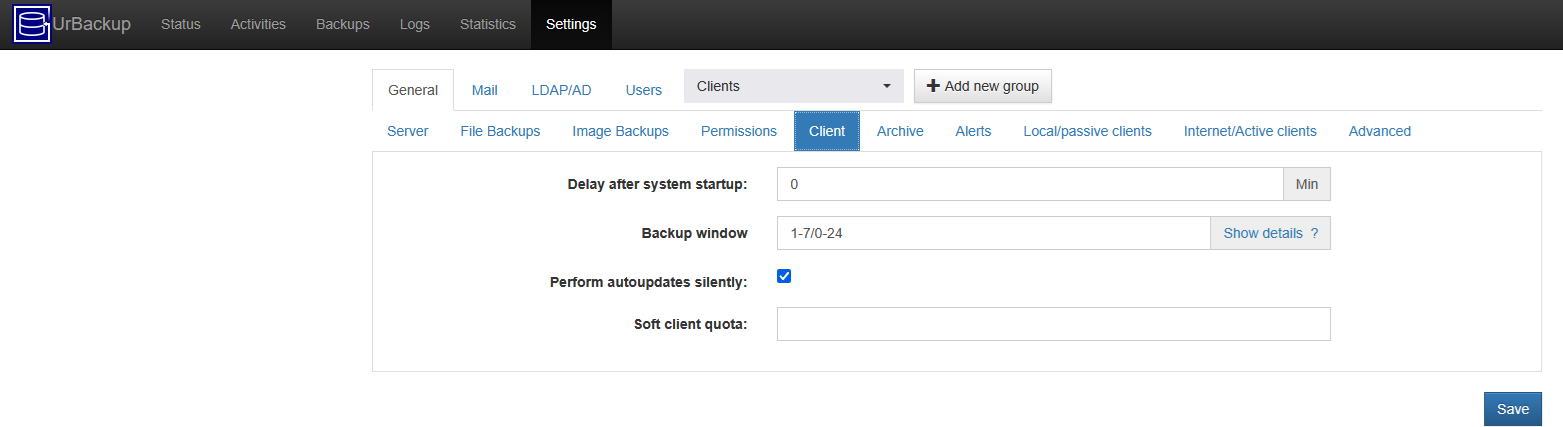 UrBackup Status Activities Backups Logs Statistics Settings
General Mail LDAP/AD Users Clients Add new group
Server File Backups Image Backups Permissions Client Archive Alerts Local/passive clients Internet/Active clients Advanced
Delay after system startup: 0 Min
Backup window 1-7/0-24 Show details ?
Perform autoupdates silently:
Soft client quota:
Save